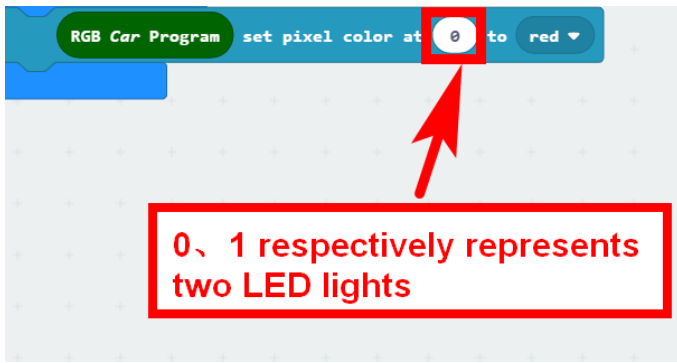 RGB Car Program set pixel color at 0 to red
0、1 respectively represents
two LED lights